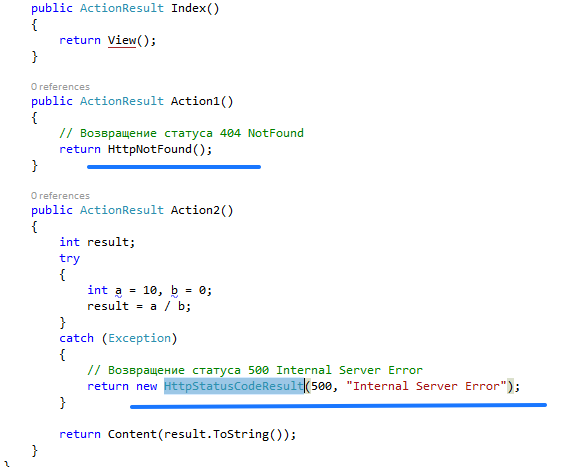 public ActionResult Index()
{
return View();
}
0 references
public ActionResult Action1()
{
// Возвращение статуса 404 NotFound
return HttpNotFound();
}
0 references
public ActionResult Action2()
{
int result;
try
{
int a = 10, b = 0;
result = a / b;
}
catch (Exception)
{
// Возвращение статуса 500 Internal Server Error
return new HttpStatusCodeResult(500, "Internal Server Error");
}
return Content(result.ToString());
}
}